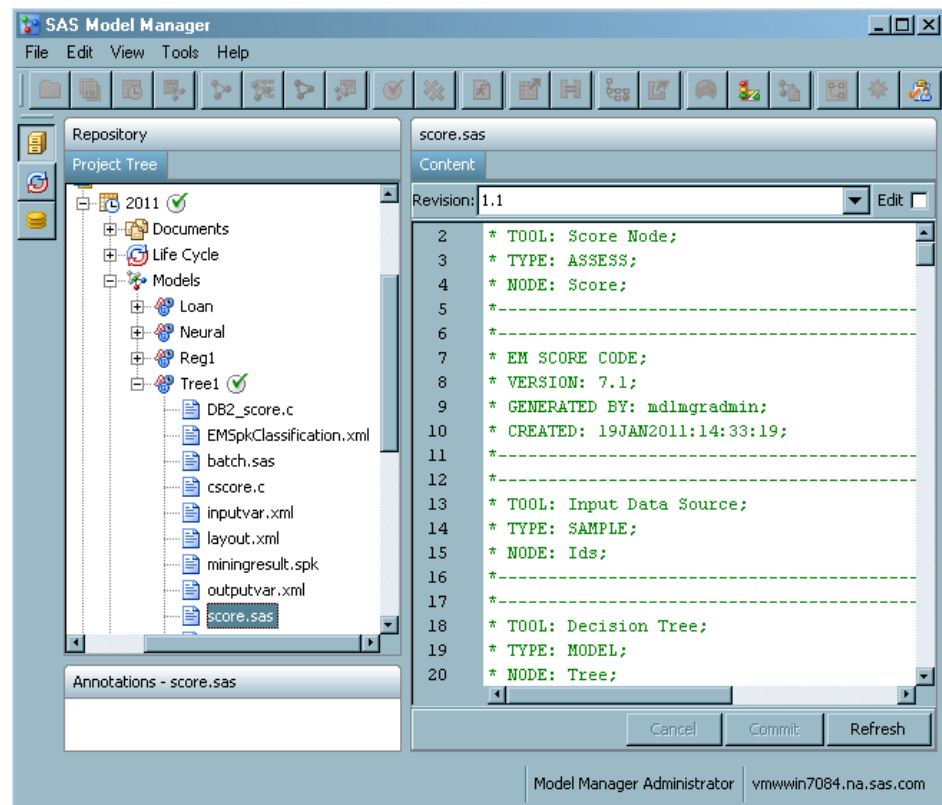 SAS Model Manager
File Edit View Tools Help
Repository
Project Tree
2011
Documents
Life Cycle
Models
Loan
Neural
Reg1
Tree1
DB2_score.c
EMSpkClassification.xml
batch.sas
cscore.c
inputvar.xml
layout.xml
miningresult.spk
outputvar.xml
score.sas
Annotations - score.sas
score.sas
Content
Revision: 1.1 Edit
2 * TOOL: Score Node;
3 * TYPE: ASSESS;
4 * NODE: Score;
5 *------------------------------------------
6 *------------------------------------------
7 * EM SCORE CODE;
8 * VERSION: 7.1;
9 * GENERATED BY: mdlmgradmin;
10 * CREATED: 19JAN2011:14:33:19;
11 *------------------------------------------
12 *------------------------------------------
13 * TOOL: Input Data Source;
14 * TYPE: SAMPLE;
15 * NODE: Ids;
16 *------------------------------------------
17 *------------------------------------------
18 * TOOL: Decision Tree;
19 * TYPE: MODEL;
20 * NODE: Tree;
Cancel Commit Refresh
Model Manager Administrator vmwwin7084.na.sas.com